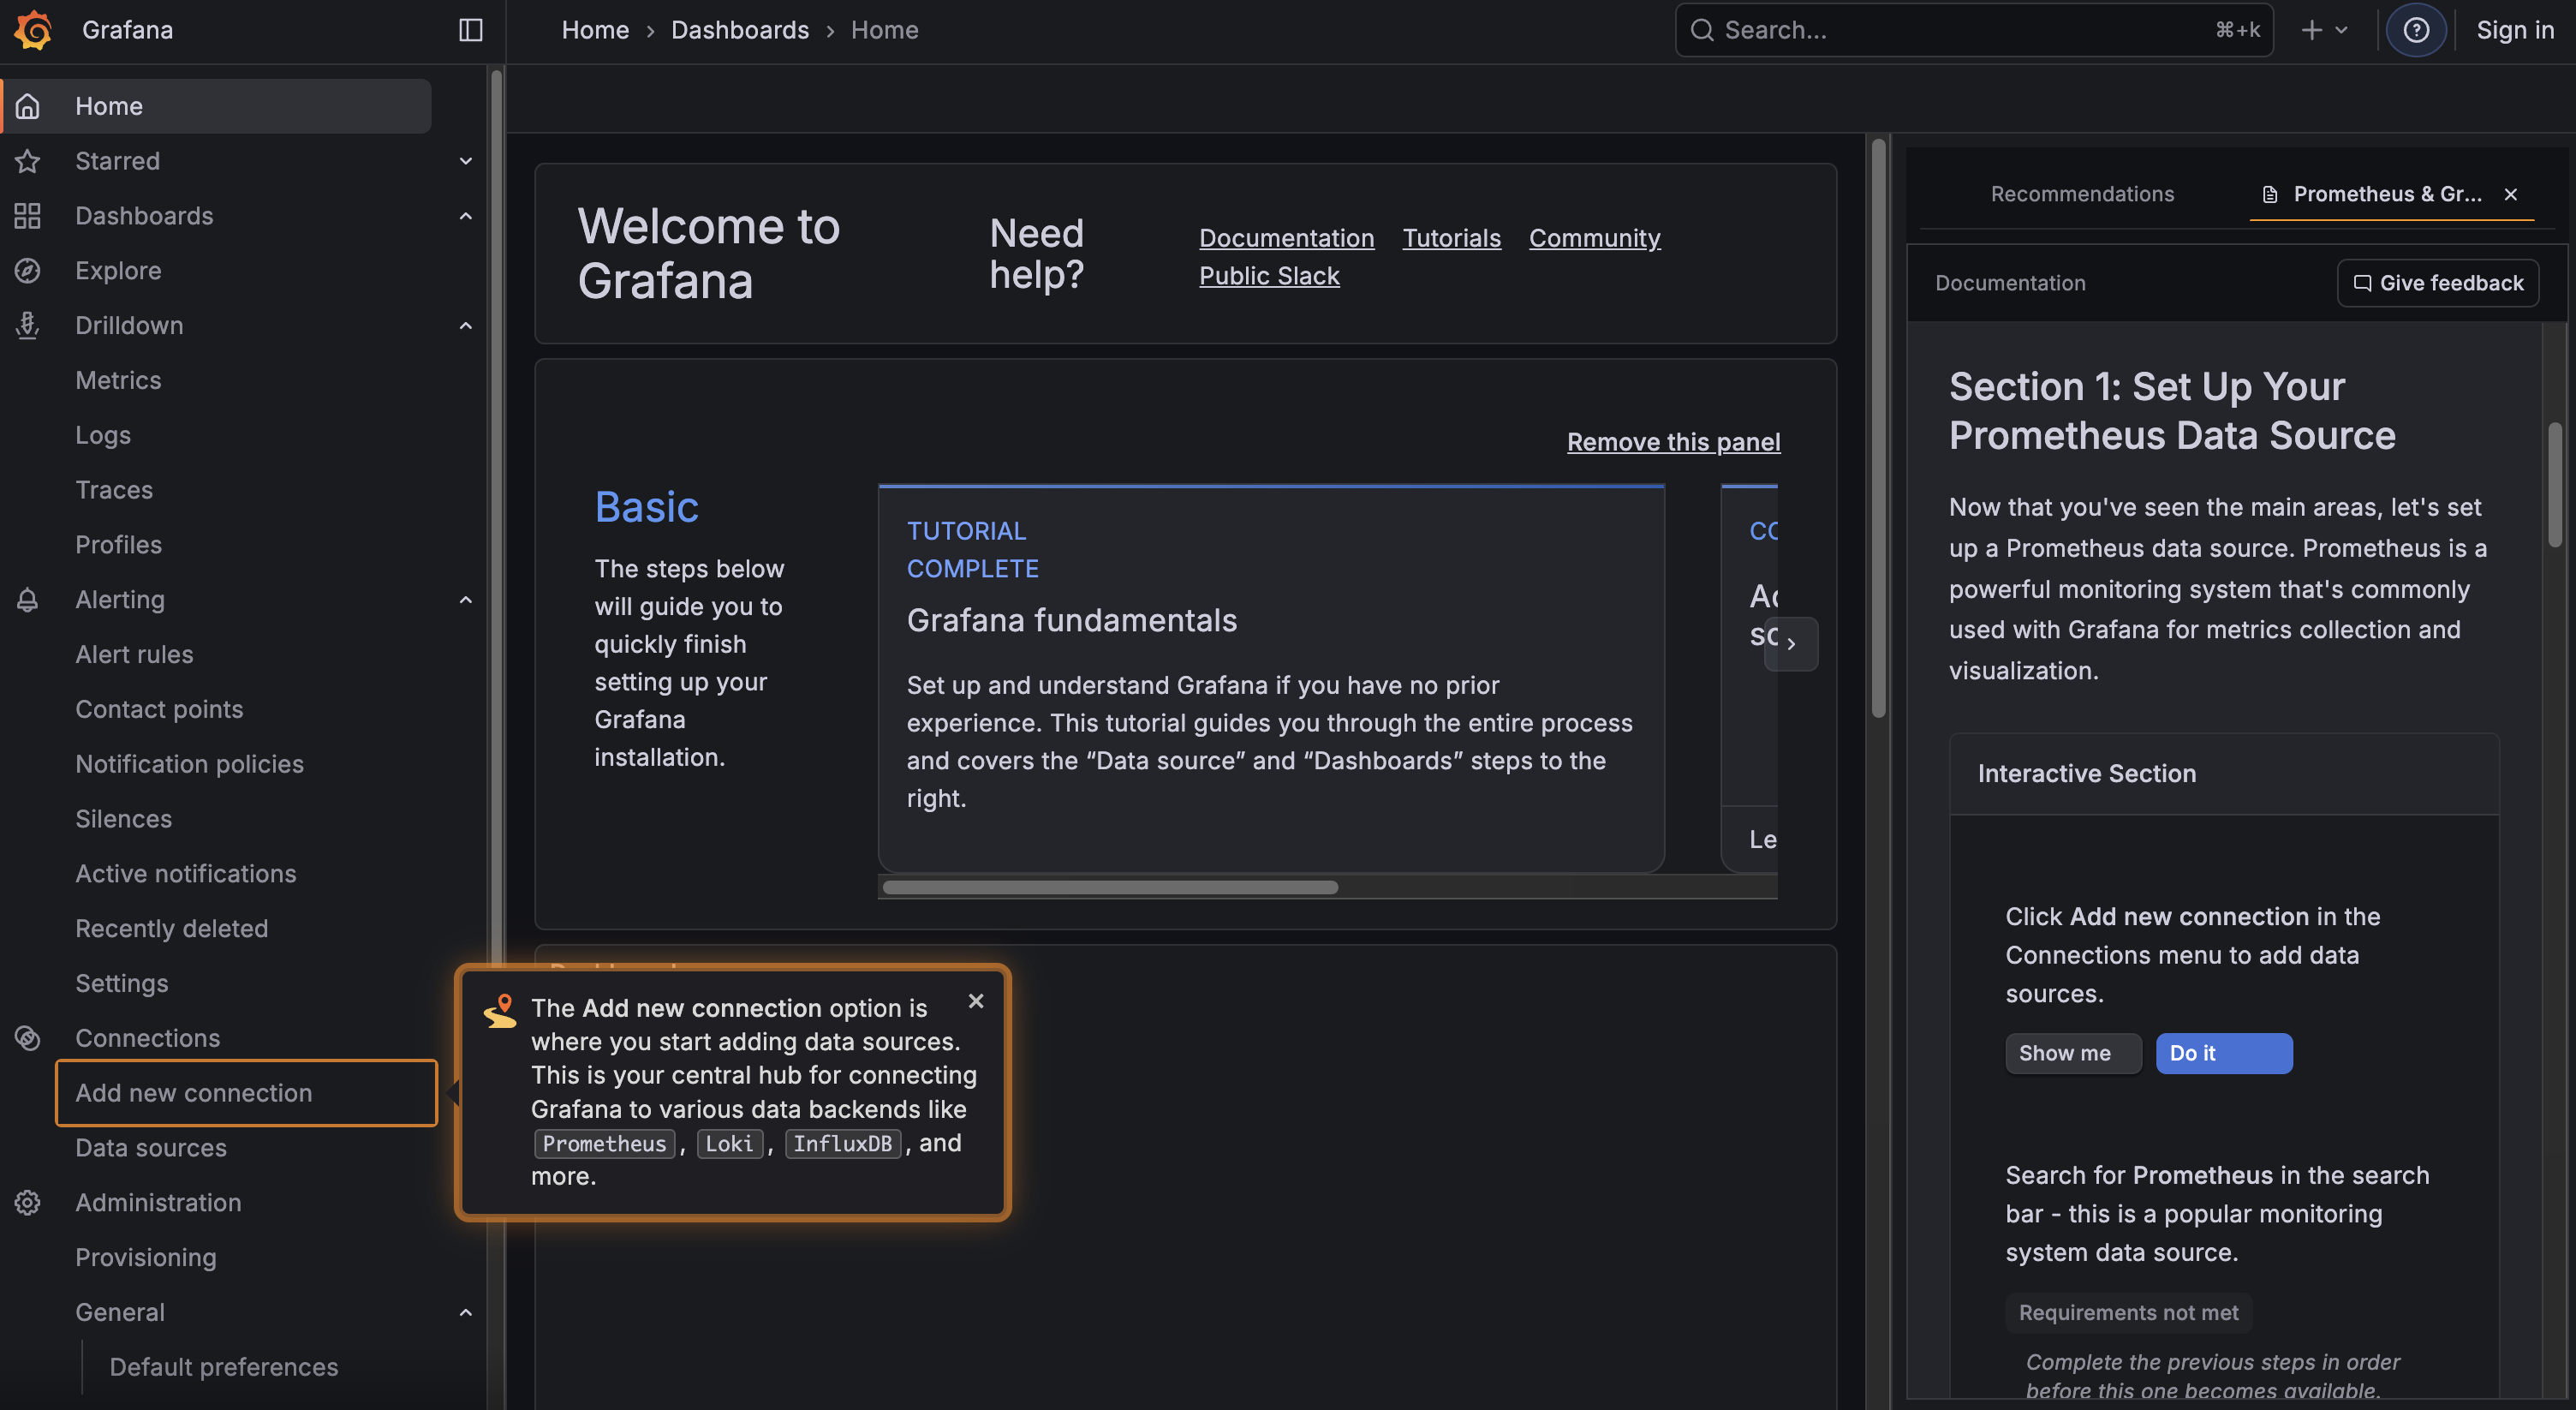 Grafana
Home › Dashboards › Home
Search...
⌘+k
Sign in
Home
Starred
Dashboards
Explore
Drilldown
Metrics
Logs
Traces
Profiles
Alerting
Alert rules
Contact points
Notification policies
Silences
Active notifications
Recently deleted
Settings
Connections
Add new connection
Data sources
Administration
Provisioning
General
Default preferences
Welcome to
Grafana
Need
help?
Documentation Tutorials Community
Public Slack
Remove this panel
Basic
The steps below
will guide you to
quickly finish
setting up your
Grafana
installation.
TUTORIAL
COMPLETE
Grafana fundamentals
Set up and understand Grafana if you have no prior
experience. This tutorial guides you through the entire process
and covers the “Data source” and “Dashboards” steps to the
right.
The Add new connection option is
where you start adding data sources.
This is your central hub for connecting
Grafana to various data backends like
Prometheus, Loki, InfluxDB, and
more.
Recommendations
Prometheus & Gr...
Documentation
Give feedback
Section 1: Set Up Your
Prometheus Data Source
Now that you've seen the main areas, let's set
up a Prometheus data source. Prometheus is a
powerful monitoring system that's commonly
used with Grafana for metrics collection and
visualization.
Interactive Section
Click Add new connection in the
Connections menu to add data
sources.
Show me
Do it
Search for Prometheus in the search
bar - this is a popular monitoring
system data source.
Requirements not met
Complete the previous steps in order
before this one becomes available.